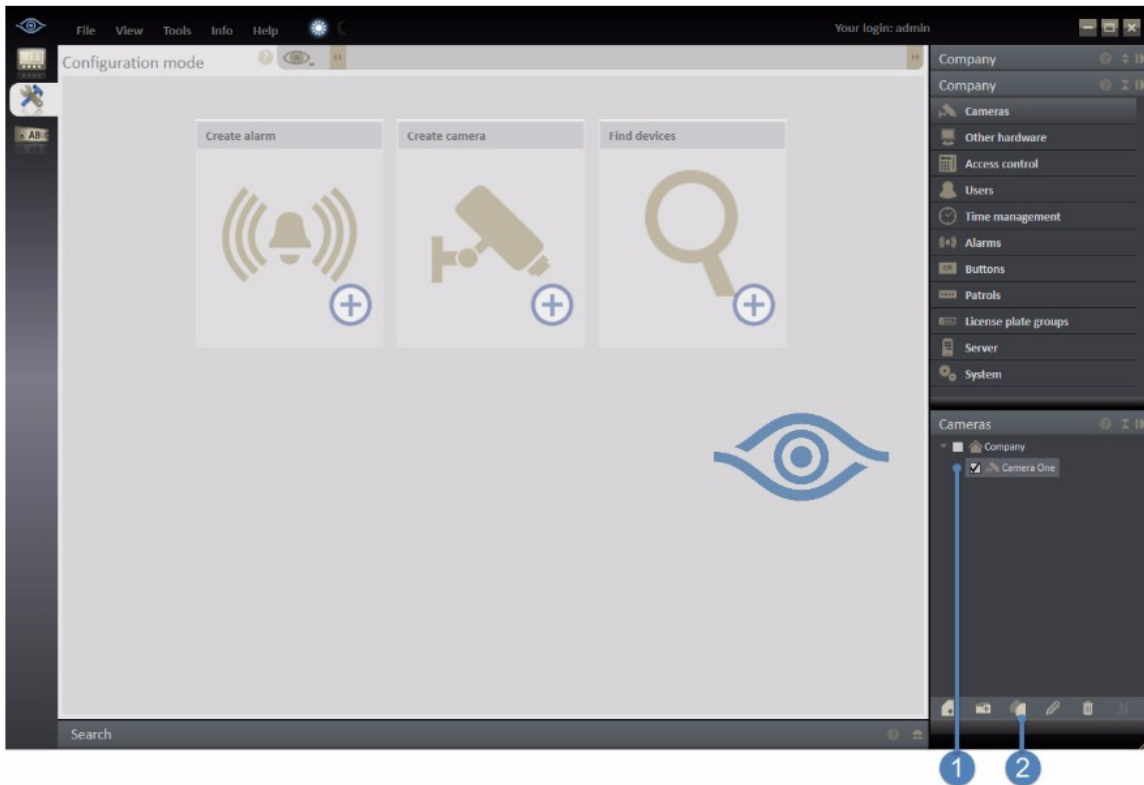 File View Tools Info Help
Your login: admin
Configuration mode
Create alarm
Create camera
Find devices
Company
Company
Cameras
Other hardware
Access control
Users
Time management
Alarms
Buttons
Patrols
License plate groups
Server
System
Cameras
Company
Camera One
Search
1
2